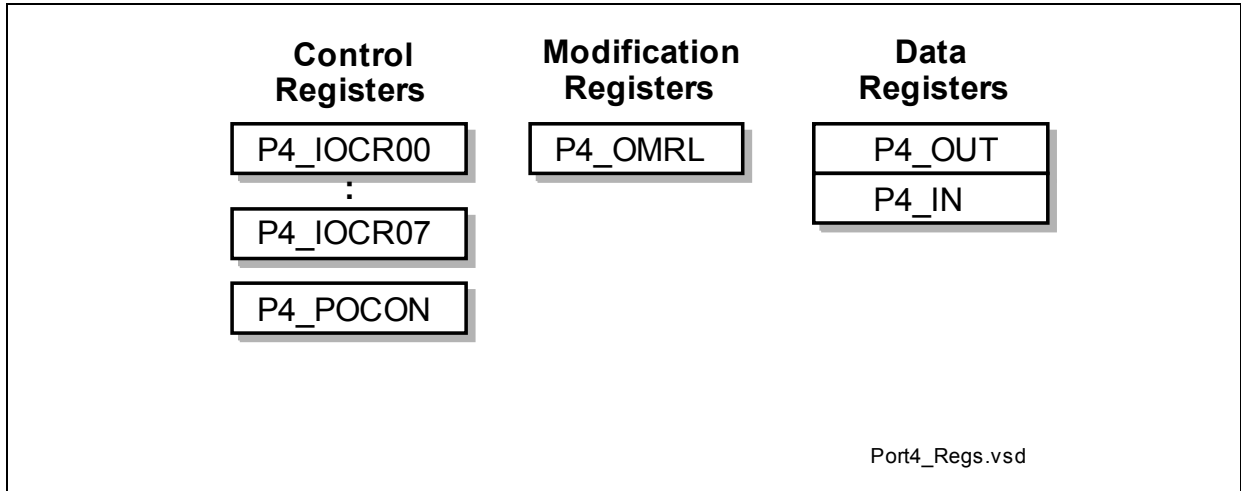 Control
Registers
Modification
Registers
Data
Registers
P4_IOCR00
:
P4_IOCR07
P4_POCON
P4_OMRL
P4_OUT
P4_IN
Port4_Regs.vsd